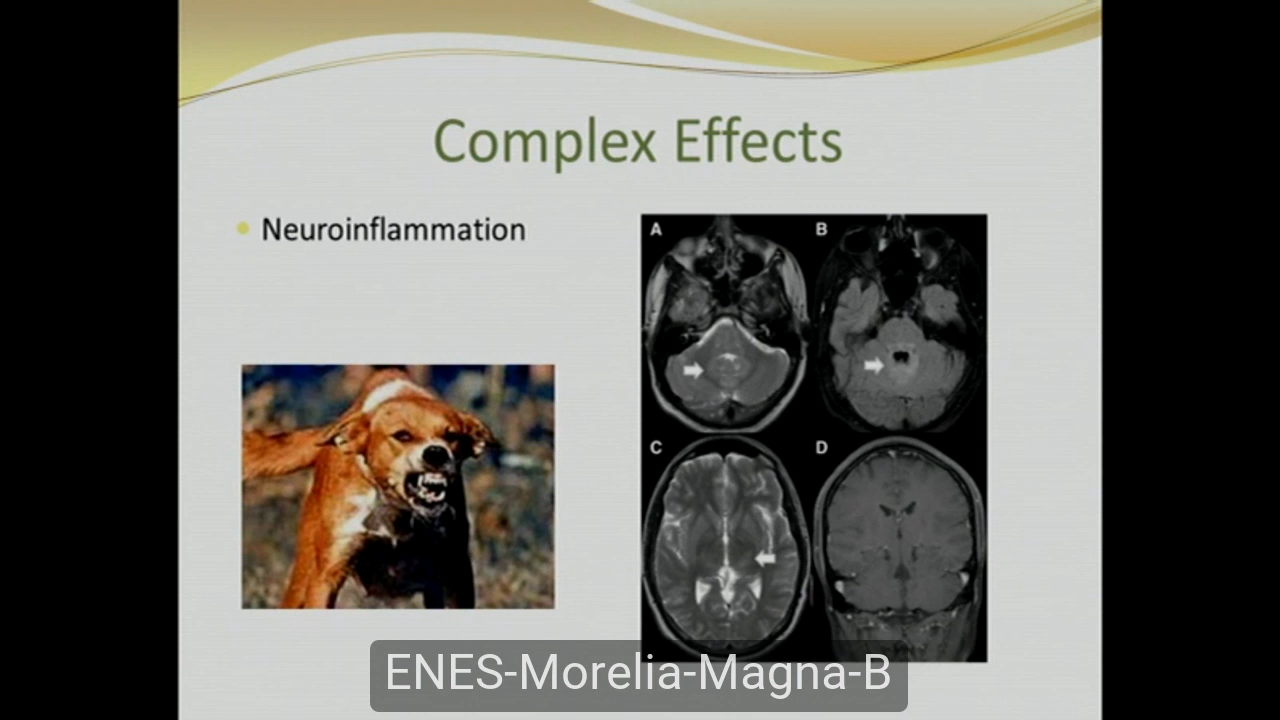 Complex Effects
Neuroinflammation
A
B
C
D
ENES-Morelia-Magna-B